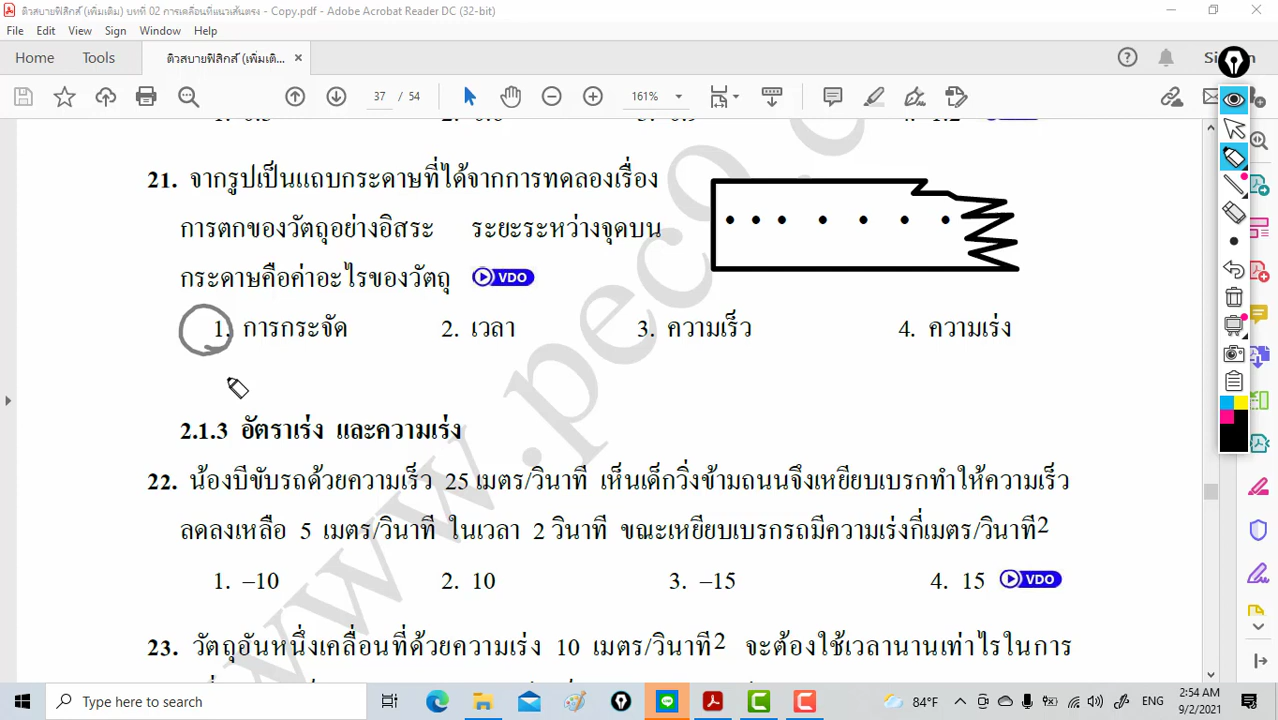 ติวสบายฟิสิกส์ (เพิ่มเติม) บทที่ 02 การเคลื่อนที่แนวเส้นตรง - Copy.pdf - Adobe Acrobat Reader DC (32-bit)
File Edit View Sign Window Help
Home Tools ติวสบายฟิสิกส์ (เพิ่มเติ... ×
37 / 54 161%
21. จากรูปเป็นแถบกระดาษที่ได้จากการทดลองเรื่อง
การตกของวัตถุอย่างอิสระ ระยะระหว่างจุดบน
กระดาษคือค่าอะไรของวัตถุ VDO
1. การกระจัด 2. เวลา 3. ความเร็ว 4. ความเร่ง
2.1.3 อัตราเร่ง และความเร่ง
22. น้องบีขับรถด้วยความเร็ว 25 เมตร/วินาที เห็นเด็กวิ่งข้ามถนนจึงเหยียบเบรกทำให้ความเร็ว
ลดลงเหลือ 5 เมตร/วินาที ในเวลา 2 วินาที ขณะเหยียบเบรกรถมีความเร่งกี่เมตร/วินาที2
1. –10 2. 10 3. –15 4. 15 VDO
23. วัตถุอันหนึ่งเคลื่อนที่ด้วยความเร่ง 10 เมตร/วินาที2 จะต้องใช้เวลานานเท่าไรในการ
www.peco
Type here to search
84°F ENG 2:54 AM
9/2/2021